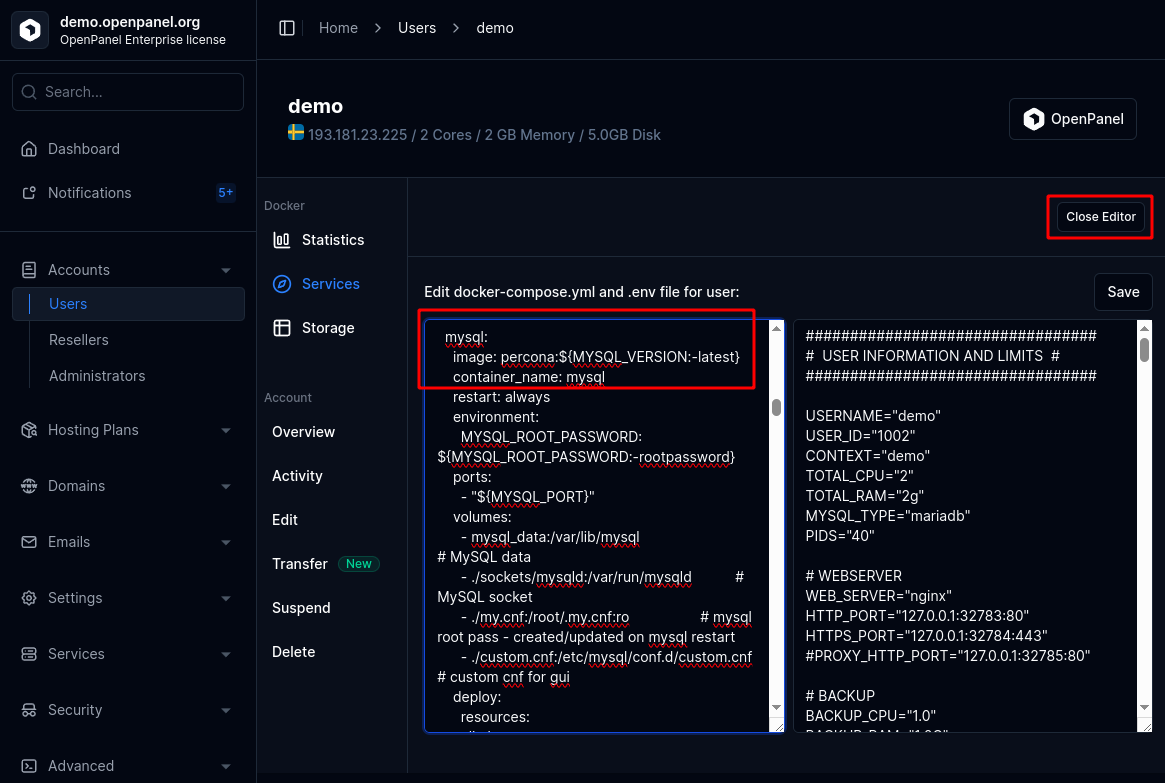 demo.openpanel.org
OpenPanel Enterprise license
Search...
Dashboard
Notifications
5+
Accounts
Users
Resellers
Administrators
Hosting Plans
Domains
Emails
Settings
Services
Security
Advanced
Home > Users > demo
demo
193.181.23.225 / 2 Cores / 2 GB Memory / 5.0GB Disk
OpenPanel
Docker
Statistics
Services
Storage
Account
Overview
Activity
Edit
Transfer New
Suspend
Delete
Close Editor
Edit docker-compose.yml and .env file for user:
Save
mysql:
image: percona:${MYSQL_VERSION:-latest}
container_name: mysql
restart: always
environment:
MYSQL_ROOT_PASSWORD:
${MYSQL_ROOT_PASSWORD:-rootpassword}
ports:
- "${MYSQL_PORT}"
volumes:
- mysql_data:/var/lib/mysql
# MySQL data
- ./sockets/mysqld:/var/run/mysqld #
MySQL socket
- ./my.cnf:/root/.my.cnf:ro # mysql
root pass - created/updated on mysql restart
- ./custom.cnf:/etc/mysql/conf.d/custom.cnf
# custom cnf for gui
deploy:
resources:
################################
# USER INFORMATION AND LIMITS #
################################
USERNAME="demo"
USER_ID="1002"
CONTEXT="demo"
TOTAL_CPU="2"
TOTAL_RAM="2g"
MYSQL_TYPE="mariadb"
PIDS="40"
# WEBSERVER
WEB_SERVER="nginx"
HTTP_PORT="127.0.0.1:32783:80"
HTTPS_PORT="127.0.0.1:32784:443"
#PROXY_HTTP_PORT="127.0.0.1:32785:80"
# BACKUP
BACKUP_CPU="1.0"